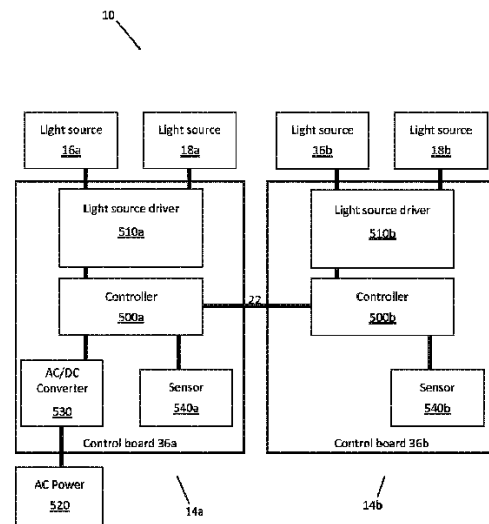 10
Light source
16a
Light source
18a
Light source
16b
Light source
18b
Light source driver
510a
Light source driver
510b
Controller
500a
22
Controller
500b
AC/DC
Converter
530
Sensor
540a
Sensor
540b
Control board 36a
Control board 36b
AC Power
520
14a
14b